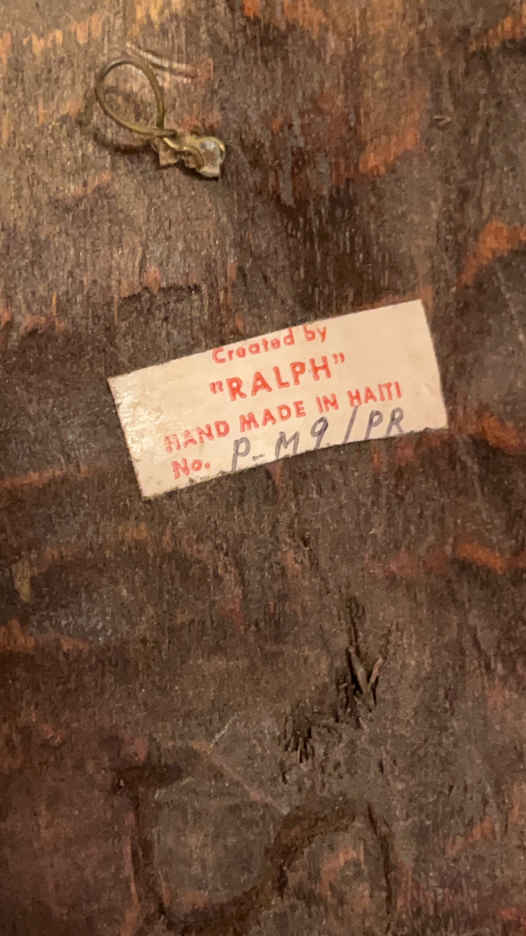 Created by
"RALPH"
HAND MADE IN HAITI
No. P-M9/PR